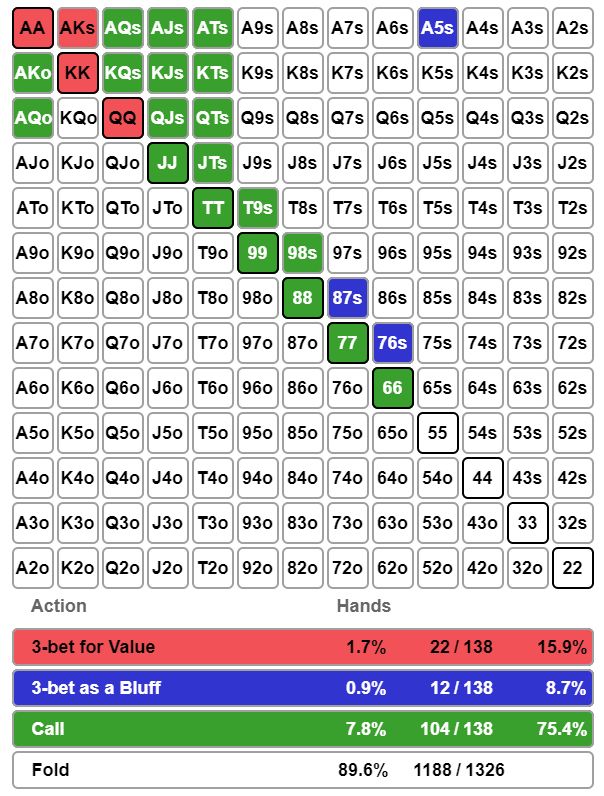 AA AKs AQs AJs ATs A9s A8s A7s A6s A5s A4s A3s A2s
AKo KK KQs KJs KTs K9s K8s K7s K6s K5s K4s K3s K2s
AQo KQo QQ QJs QTs Q9s Q8s Q7s Q6s Q5s Q4s Q3s Q2s
AJo KJo QJo JJ JTs J9s J8s J7s J6s J5s J4s J3s J2s
ATo KTo QTo JTo TT T9s T8s T7s T6s T5s T4s T3s T2s
A9o K9o Q9o J9o T9o 99 98s 97s 96s 95s 94s 93s 92s
A8o K8o Q8o J8o T8o 98o 88 87s 86s 85s 84s 83s 82s
A7o K7o Q7o J7o T7o 97o 87o 77 76s 75s 74s 73s 72s
A6o K6o Q6o J6o T6o 96o 86o 76o 66 65s 64s 63s 62s
A5o K5o Q5o J5o T5o 95o 85o 75o 65o 55 54s 53s 52s
A4o K4o Q4o J4o T4o 94o 84o 74o 64o 54o 44 43s 42s
A3o K3o Q3o J3o T3o 93o 83o 73o 63o 53o 43o 33 32s
A2o K2o Q2o J2o T2o 92o 82o 72o 62o 52o 42o 32o 22
Action Hands
3-bet for Value 1.7% 22 / 138 15.9%
3-bet as a Bluff 0.9% 12 / 138 8.7%
Call 7.8% 104 / 138 75.4%
Fold 89.6% 1188 / 1326